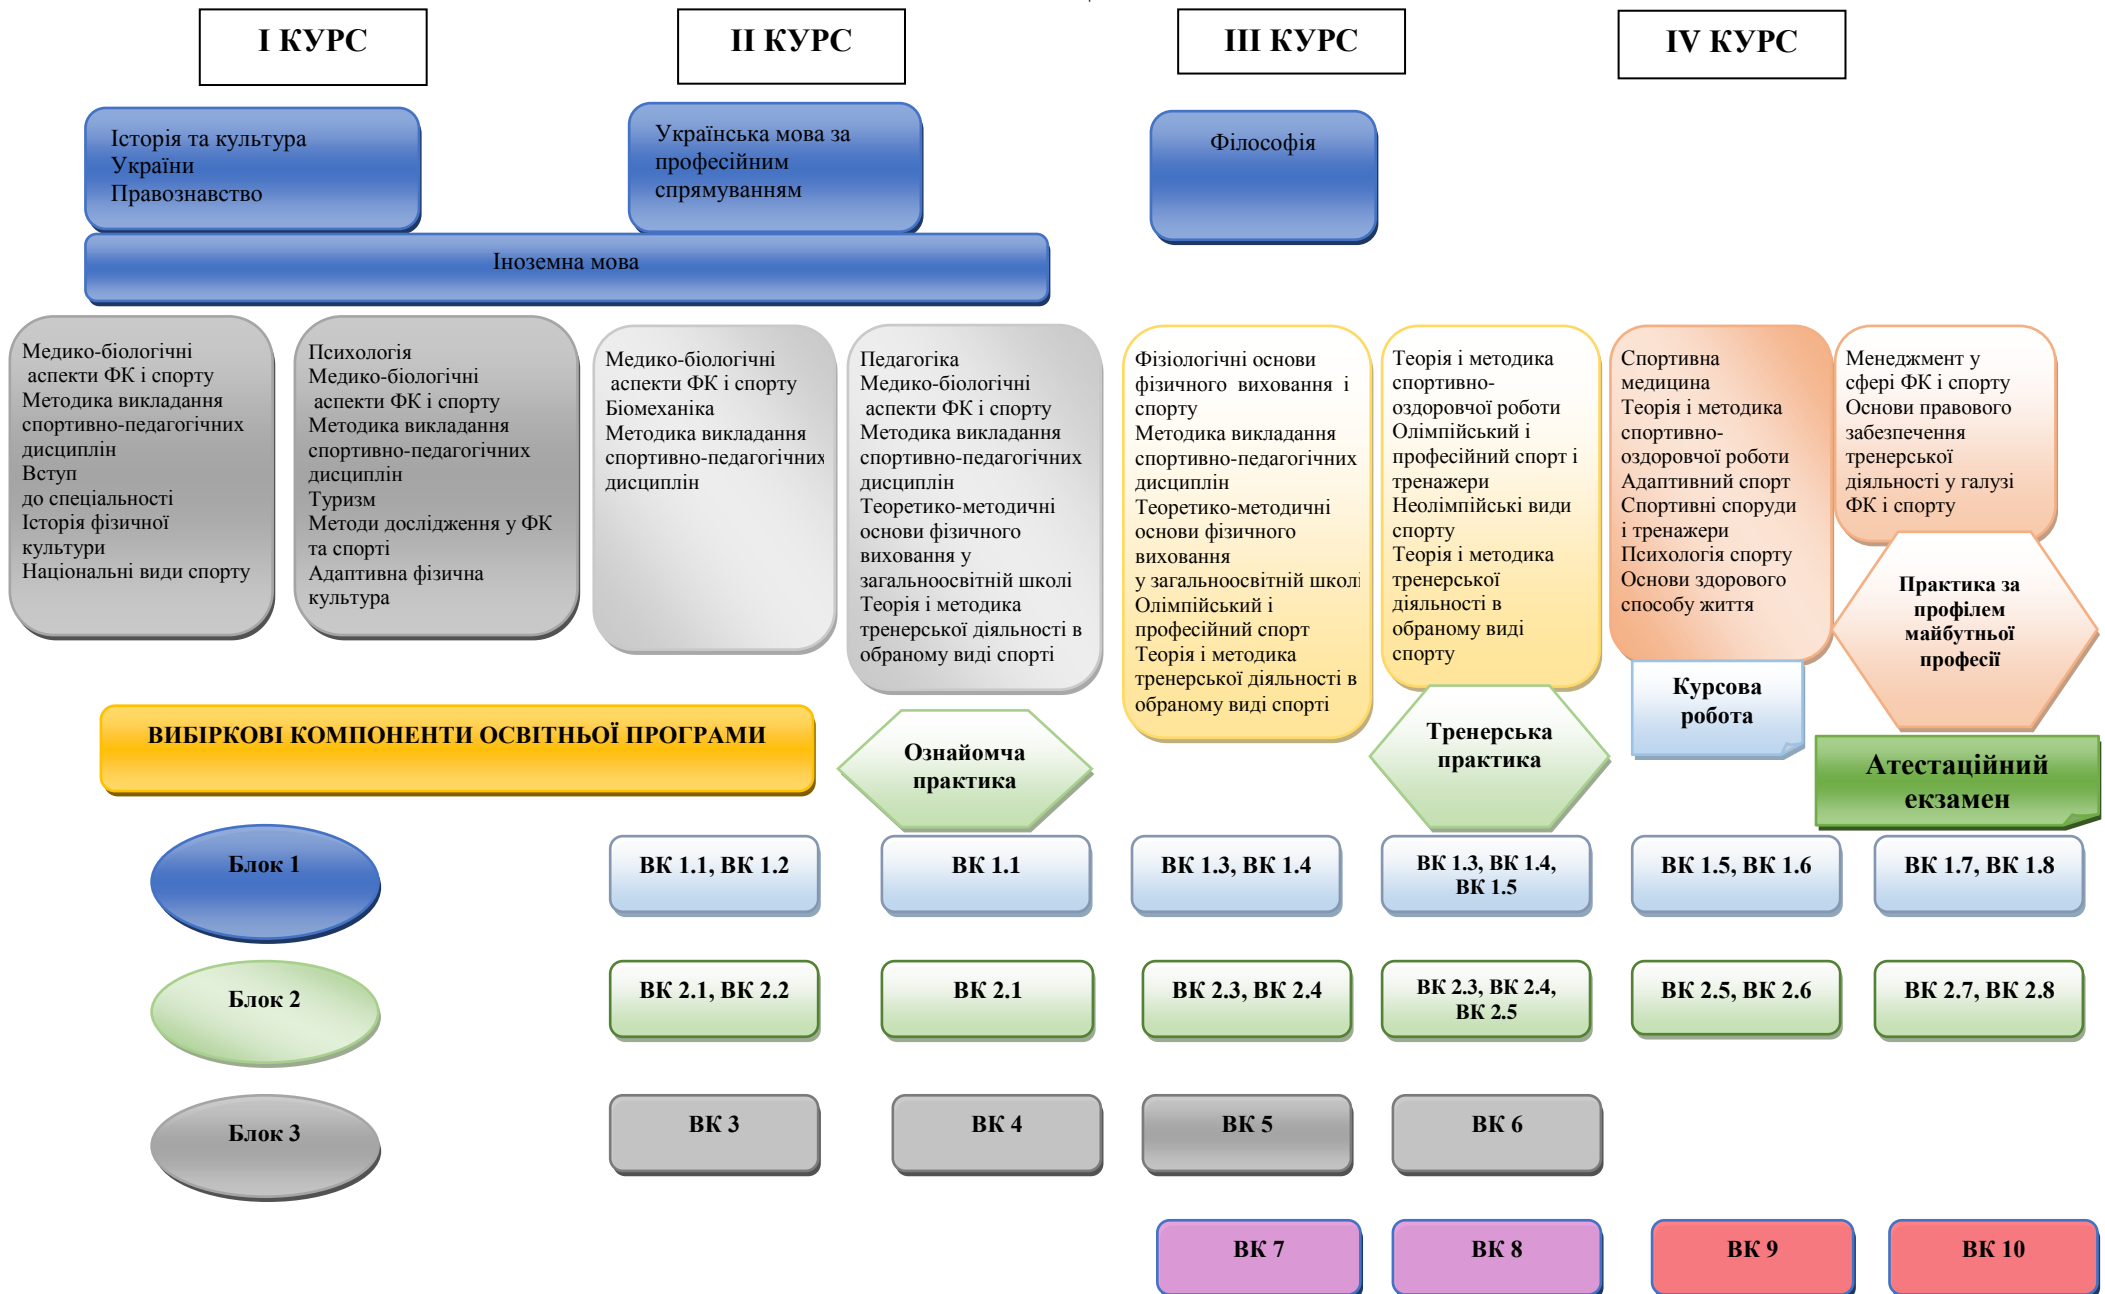 І КУРС
ІІ КУРС
ІІІ КУРС
IV КУРС
Історія та культура
України
Правознавство
Українська мова за
професійним
спрямуванням
Філософія
Іноземна мова
Медико-біологічні
аспекти ФК і спорту
Методика викладання
спортивно-педагогічних
дисциплін
Вступ
до спеціальності
Історія фізичної
культури
Національні види спорту
Психологія
Медико-біологічні
аспекти ФК і спорту
Методика викладання
спортивно-педагогічних
дисциплін
Туризм
Методи дослідження у ФК
та спорті
Адаптивна фізична
культура
Медико-біологічні
аспекти ФК і спорту
Біомеханіка
Методика викладання
спортивно-педагогічних
дисциплін
Педагогіка
Медико-біологічні
аспекти ФК і спорту
Методика викладання
спортивно-педагогічних
дисциплін
Теоретико-методичні
основи фізичного
виховання у
загальноосвітній школі
Теорія і методика
тренерської діяльності в
обраному виді спорті
Фізіологічні основи
фізичного виховання і
спорту
Методика викладання
спортивно-педагогічних
дисциплін
Теоретико-методичні
основи фізичного
виховання
у загальноосвітній школі
Олімпійський і
професійний спорт
Теорія і методика
тренерської діяльності в
обраному виді спорті
Теорія і методика
спортивно-
оздоровчої роботи
Олімпійський і
професійний спорт і
тренажери
Неолімпійські види
спорту
Теорія і методика
тренерської
діяльності в
обраному виді
спорту
Спортивна
медицина
Теорія і методика
спортивно-
оздоровчої роботи
Адаптивний спорт
Спортивні споруди
і тренажери
Психологія спорту
Основи здорового
способу життя
Менеджмент у
сфері ФК і спорту
Основи правового
забезпечення
тренерської
діяльності у галузі
ФК і спорту
Практика за
профілем
майбутньої
професії
Курсова
робота
ВИБІРКОВІ КОМПОНЕНТИ ОСВІТНЬОЇ ПРОГРАМИ
Ознайомча
практика
Тренерська
практика
Атестаційний
екзамен
Блок 1
ВК 1.1, ВК 1.2
ВК 1.1
ВК 1.3, ВК 1.4
ВК 1.3, ВК 1.4,
ВК 1.5
ВК 1.5, ВК 1.6
ВК 1.7, ВК 1.8
Блок 2
ВК 2.1, ВК 2.2
ВК 2.1
ВК 2.3, ВК 2.4
ВК 2.3, ВК 2.4,
ВК 2.5
ВК 2.5, ВК 2.6
ВК 2.7, ВК 2.8
Блок 3
ВК 3
ВК 4
ВК 5
ВК 6
ВК 7
ВК 8
ВК 9
ВК 10